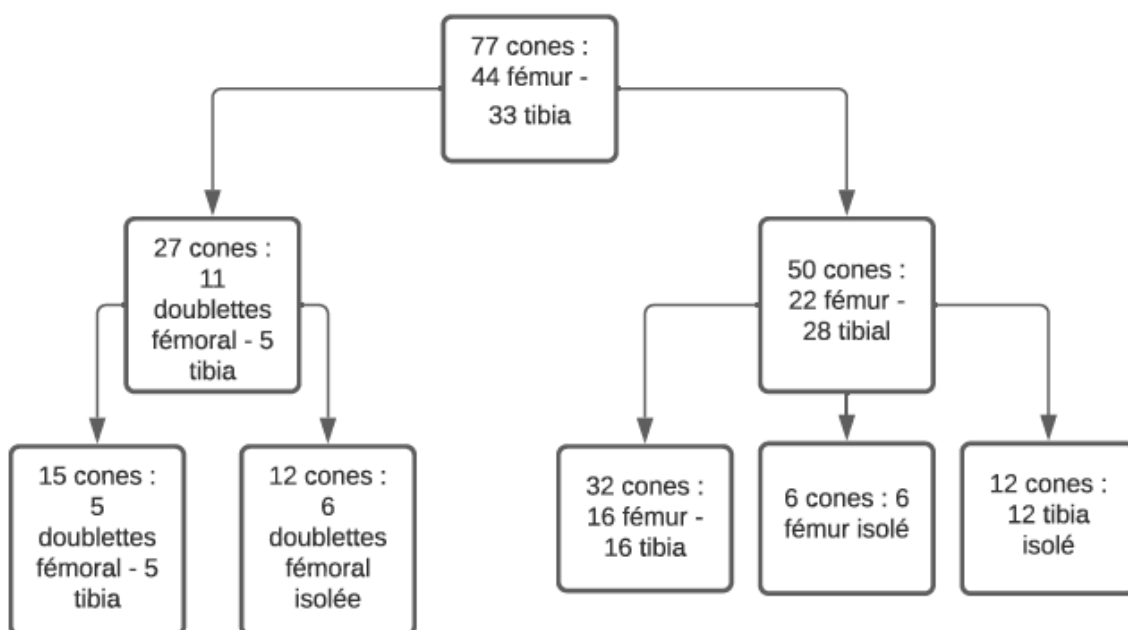 77 cones :
44 fémur -
33 tibia
27 cones :
11
doublettes
fémoral - 5
tibia
50 cones :
22 fémur -
28 tibial
15 cones :
5
doublettes
fémoral - 5
tibia
12 cones :
6
doublettes
fémoral
isolée
32 cones :
16 fémur -
16 tibia
6 cones : 6
fémur isolé
12 cones :
12 tibia
isolé